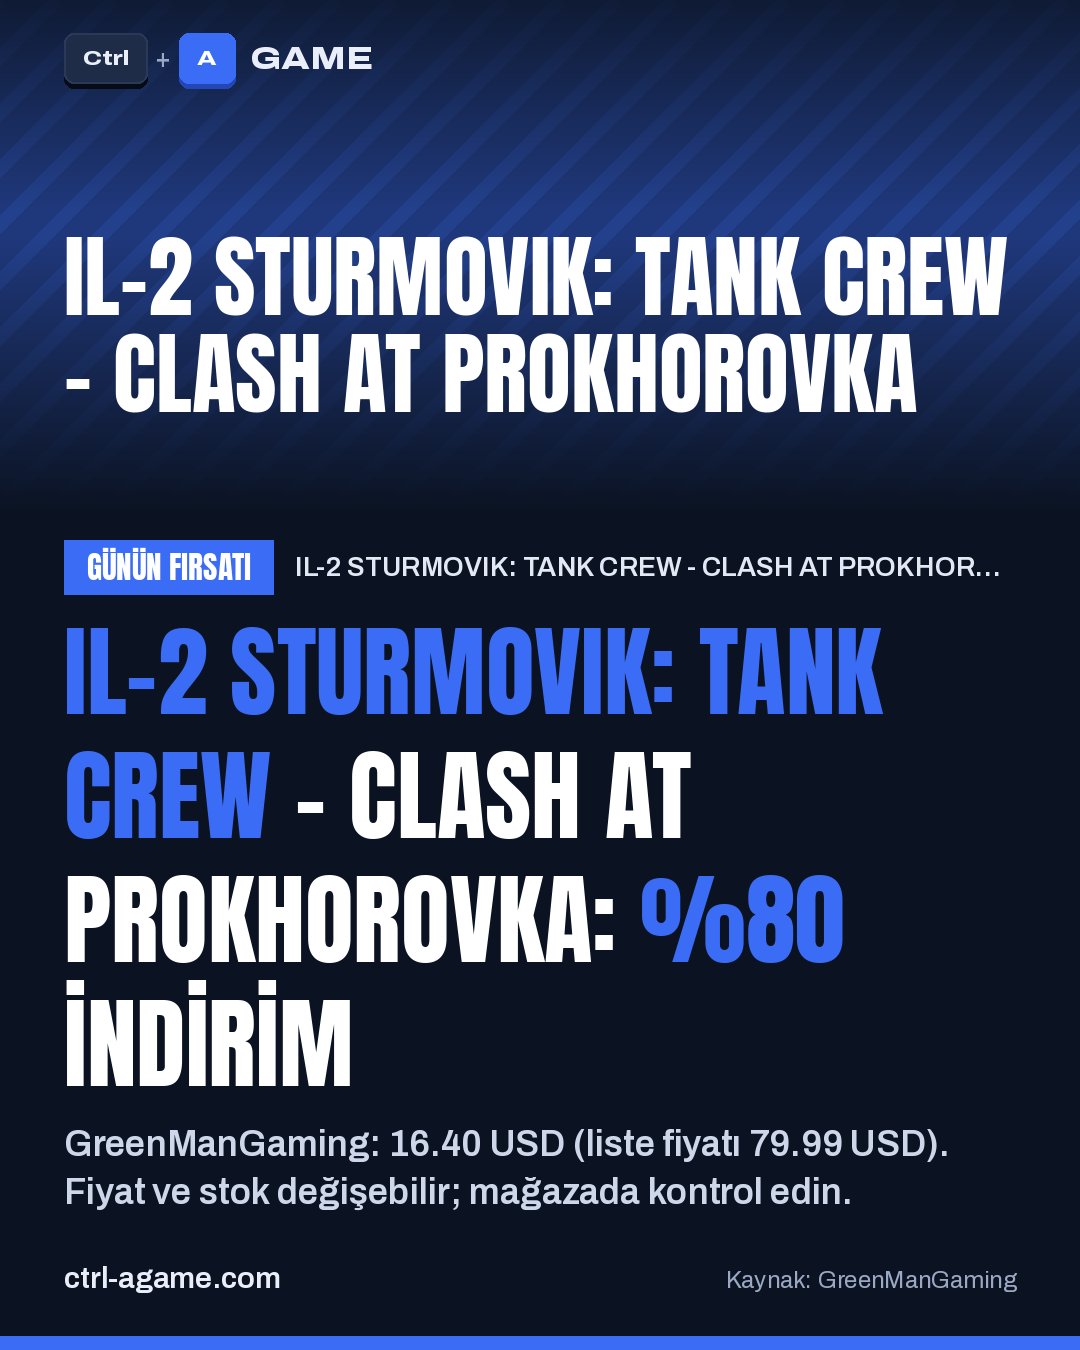 Ctrl + A GAME
IL-2 STURMOVIK: TANK CREW
- CLASH AT PROKHOROVKA
GÜNÜN FIRSATI IL-2 STURMOVIK: TANK CREW - CLASH AT PROKHOR...
IL-2 STURMOVIK: TANK
CREW - CLASH AT
PROKHOROVKA: %80
İNDİRİM
GreenManGaming: 16.40 USD (liste fiyatı 79.99 USD).
Fiyat ve stok değişebilir; mağazada kontrol edin.
ctrl-agame.com Kaynak: GreenManGaming